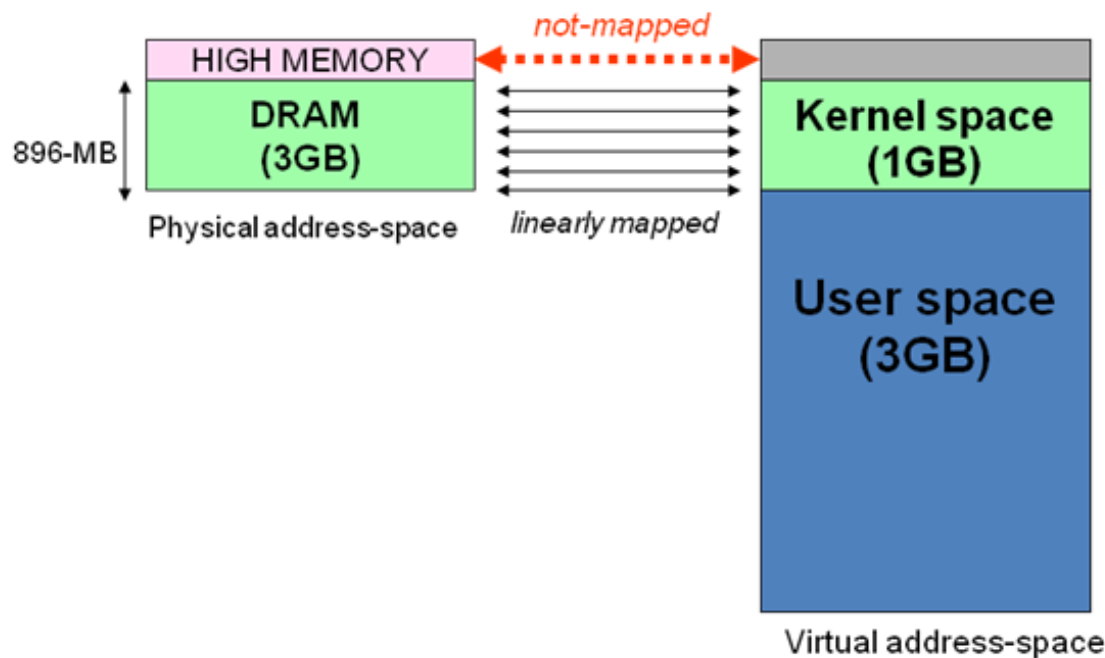 not-mapped
HIGH MEMORY
DRAM
(3GB)
896-MB
Physical address-space
linearly mapped
Kernel space
(1GB)
User space
(3GB)
Virtual address-space